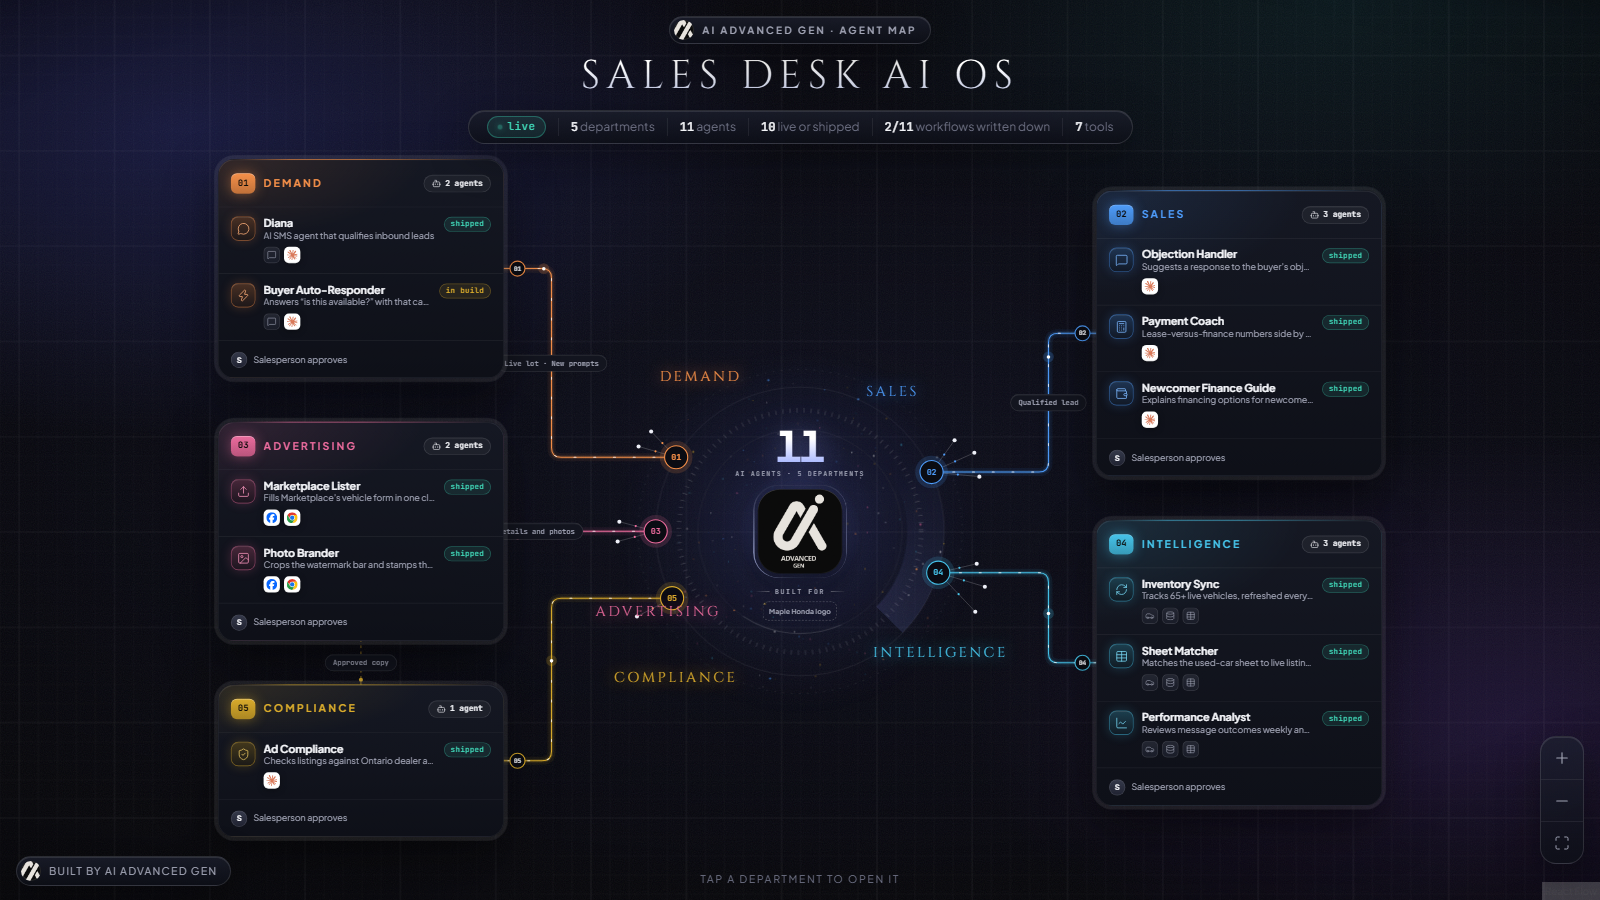 AI ADVANCED GEN · AGENT MAP
SALES DESK AI OS
live
5 departments
11 agents
10 live or shipped
2/11 workflows written down
7 tools
01 DEMAND
2 agents
Diana
shipped
AI SMS agent that qualifies inbound leads
Buyer Auto-Responder
in build
Answers "is this available?" with that ca...
S Salesperson approves
03 ADVERTISING
2 agents
Marketplace Lister
shipped
Fills Marketplace's vehicle form in one cl...
Photo Brander
shipped
Crops the watermark bar and stamps th...
S Salesperson approves
Approved copy
05 COMPLIANCE
1 agent
Ad Compliance
shipped
Checks listings against Ontario dealer a...
S Salesperson approves
01
Live lot · New prompts
details and photos
05
DEMAND
SALES
01
02
03
04
05
11
AI AGENTS · 5 DEPARTMENTS
ADVANCED
GEN
BUILT FOR
Maple Honda logo
ADVERTISING
INTELLIGENCE
COMPLIANCE
02
Qualified lead
04
02 SALES
3 agents
Objection Handler
shipped
Suggests a response to the buyer's obj...
Payment Coach
shipped
Lease-versus-finance numbers side by ...
Newcomer Finance Guide
shipped
Explains financing options for newcome...
S Salesperson approves
04 INTELLIGENCE
3 agents
Inventory Sync
shipped
Tracks 65+ live vehicles, refreshed every...
Sheet Matcher
shipped
Matches the used-car sheet to live listin...
Performance Analyst
shipped
Reviews message outcomes weekly an...
S Salesperson approves
BUILT BY AI ADVANCED GEN
TAP A DEPARTMENT TO OPEN IT